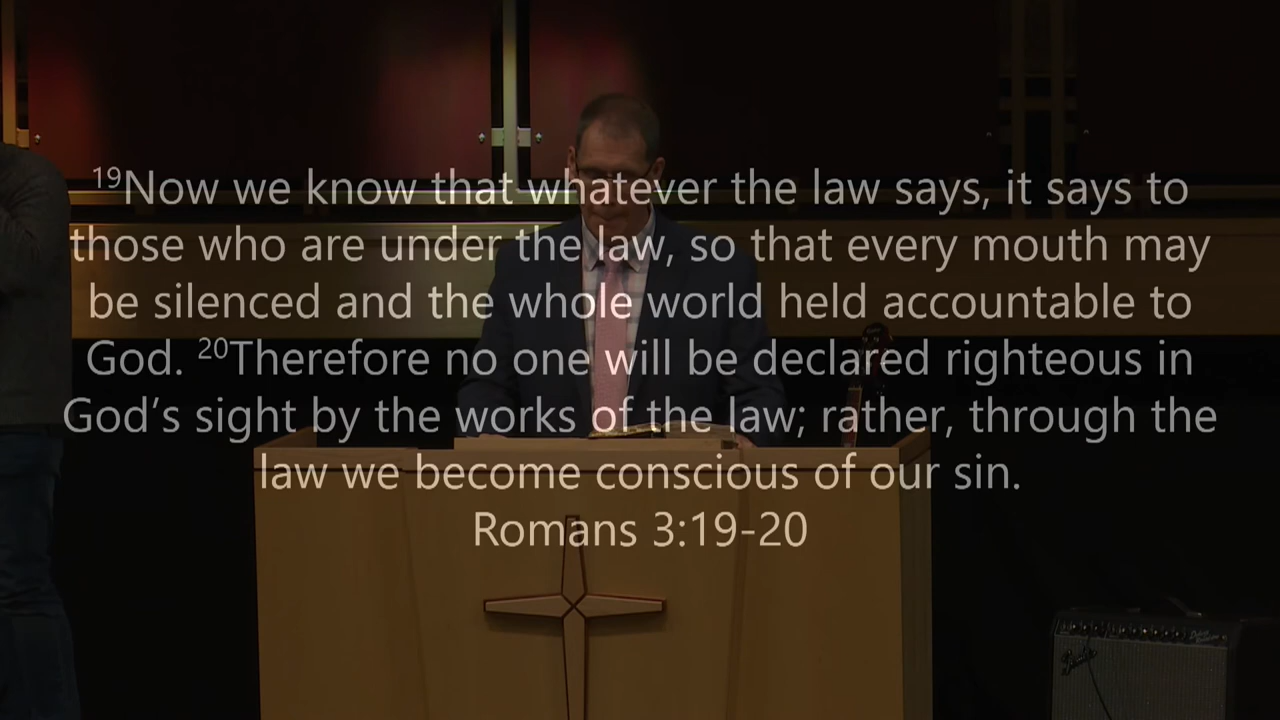 ¹⁹Now we know that whatever the law says, it says to
those who are under the law, so that every mouth may
be silenced and the whole world held accountable to
God. ²⁰Therefore no one will be declared righteous in
God’s sight by the works of the law; rather, through the
law we become conscious of our sin.
Romans 3:19-20
Fender